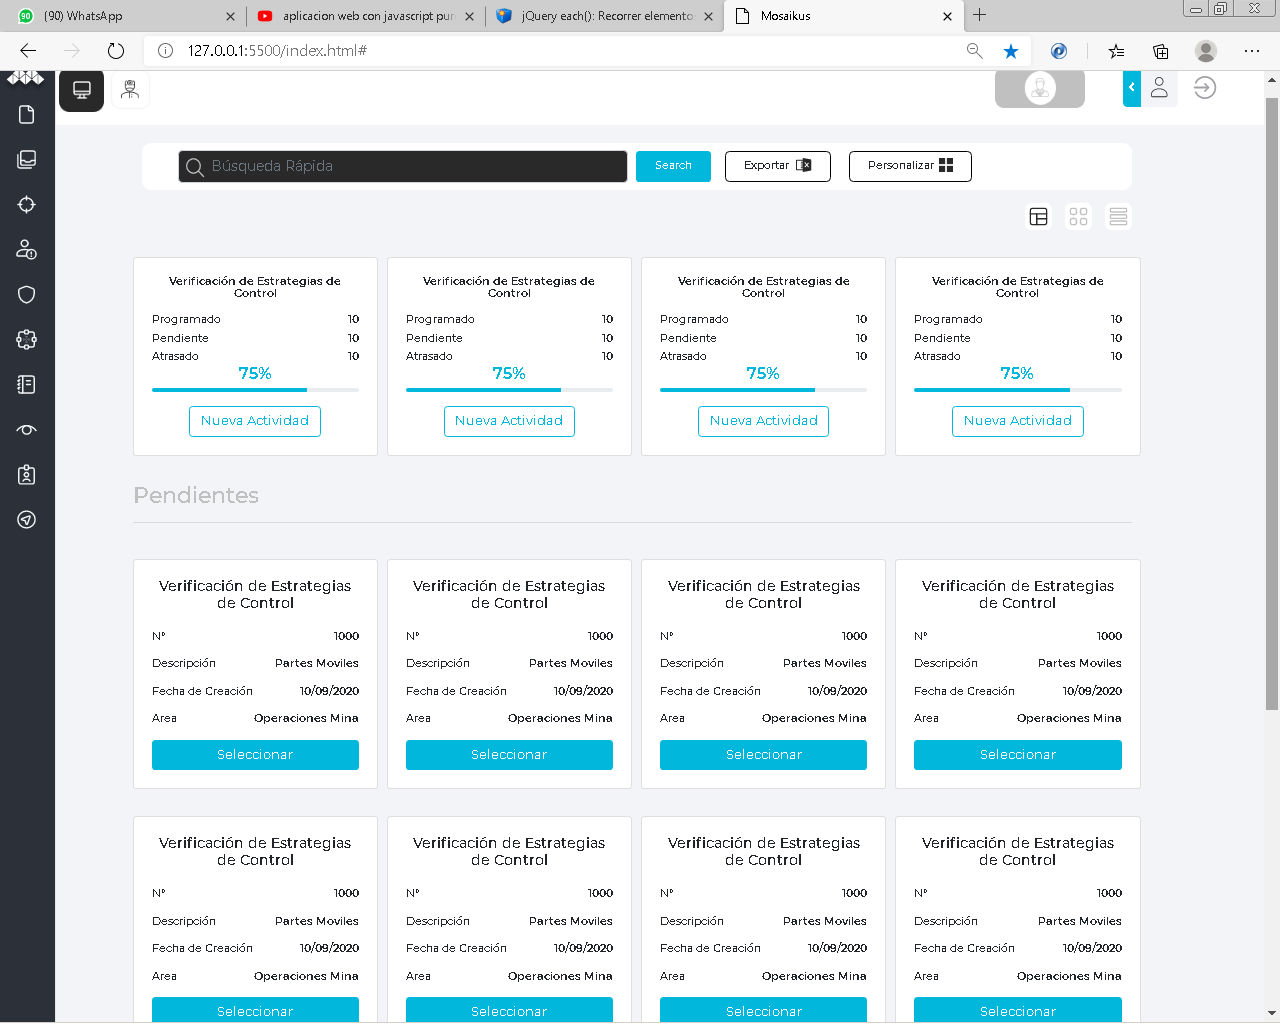 90 (90) WhatsApp
aplicacion web con javascript pur
jQuery each(): Recorrer elemento
Mosaikus
127.0.0.1:5500/index.html#
Búsqueda Rápida
Search
Exportar
Personalizar
Verificación de Estrategias de Control
Programado 10
Pendiente 10
Atrasado 10
75%
Nueva Actividad
Verificación de Estrategias de Control
Programado 10
Pendiente 10
Atrasado 10
75%
Nueva Actividad
Verificación de Estrategias de Control
Programado 10
Pendiente 10
Atrasado 10
75%
Nueva Actividad
Verificación de Estrategias de Control
Programado 10
Pendiente 10
Atrasado 10
75%
Nueva Actividad
Pendientes
Verificación de Estrategias de Control
Nº 1000
Descripción Partes Moviles
Fecha de Creación 10/09/2020
Area Operaciones Mina
Seleccionar
Verificación de Estrategias de Control
Nº 1000
Descripción Partes Moviles
Fecha de Creación 10/09/2020
Area Operaciones Mina
Seleccionar
Verificación de Estrategias de Control
Nº 1000
Descripción Partes Moviles
Fecha de Creación 10/09/2020
Area Operaciones Mina
Seleccionar
Verificación de Estrategias de Control
Nº 1000
Descripción Partes Moviles
Fecha de Creación 10/09/2020
Area Operaciones Mina
Seleccionar
Verificación de Estrategias de Control
Nº 1000
Descripción Partes Moviles
Fecha de Creación 10/09/2020
Area Operaciones Mina
Seleccionar
Verificación de Estrategias de Control
Nº 1000
Descripción Partes Moviles
Fecha de Creación 10/09/2020
Area Operaciones Mina
Seleccionar
Verificación de Estrategias de Control
Nº 1000
Descripción Partes Moviles
Fecha de Creación 10/09/2020
Area Operaciones Mina
Seleccionar
Verificación de Estrategias de Control
Nº 1000
Descripción Partes Moviles
Fecha de Creación 10/09/2020
Area Operaciones Mina
Seleccionar